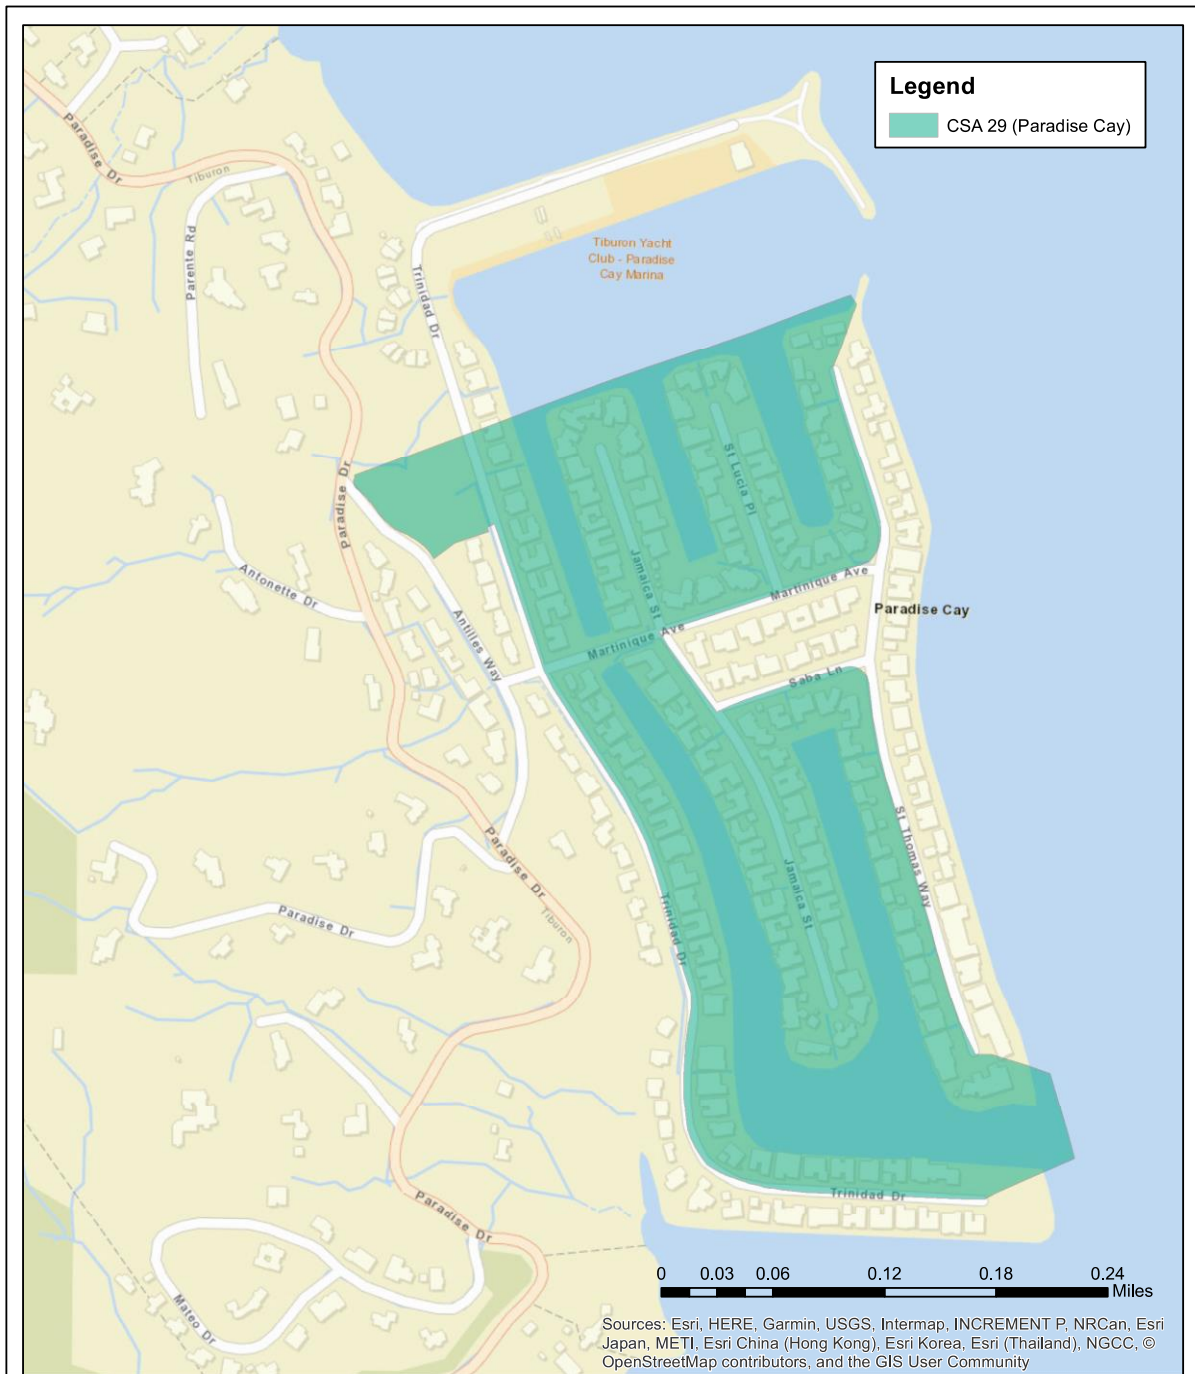 Legend
CSA 29 (Paradise Cay)
Paradise Dr
Tiburon
Parente Rd
Trinidad Dr
Tiburon Yacht
Club - Paradise
Cay Marina
St Lucia Pl
Paradise Dr
Jamaica St
Antonette Dr
Martinique Ave
Antilles Way
Paradise Cay
Martinique Ave
Saba Ln
St Thomas Way
Paradise Dr
Jamaica St
Trinidad Dr
Paradise Dr
Tiburon
Trinidad Dr
Paradise Dr
Mateo Dr
0 0.03 0.06 0.12 0.18 0.24
Miles
Sources: Esri, HERE, Garmin, USGS, Intermap, INCREMENT P, NRCan, Esri
Japan, METI, Esri China (Hong Kong), Esri Korea, Esri (Thailand), NGCC, ©
OpenStreetMap contributors, and the GIS User Community